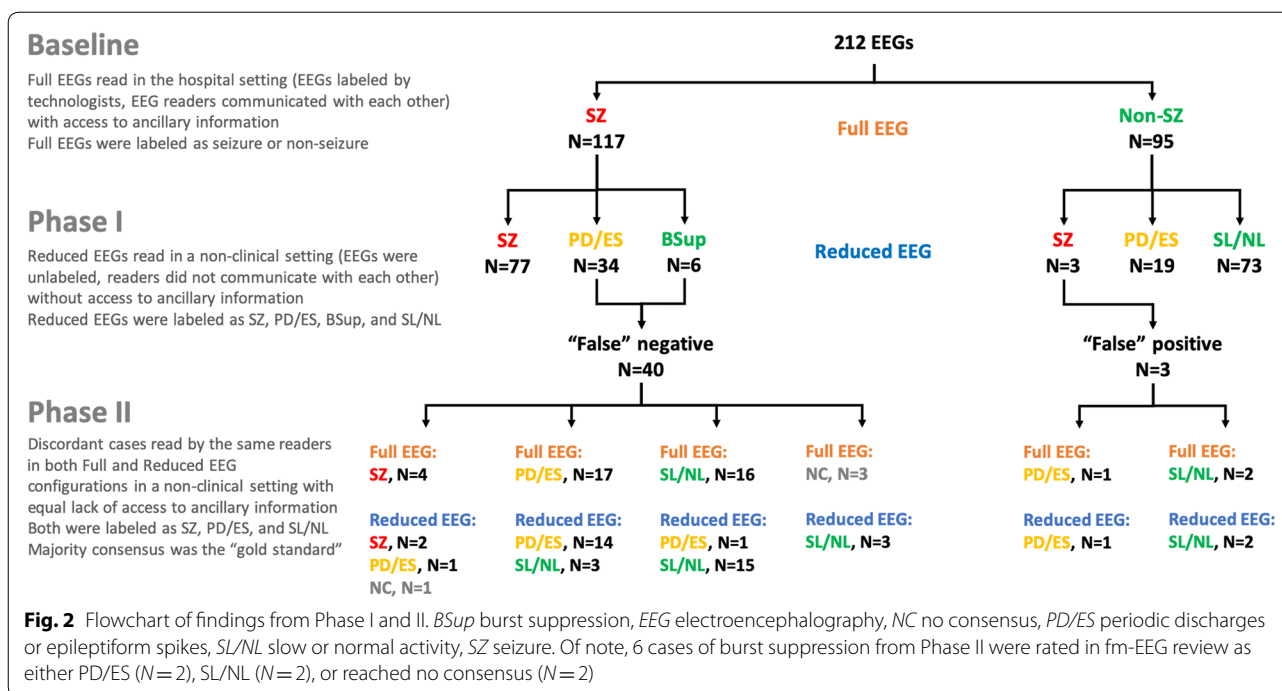 Baseline
Full EEGs read in the hospital setting (EEGs labeled by
technologists, EEG readers communicated with each other)
with access to ancillary information
Full EEGs were labeled as seizure or non-seizure
212 EEGs
SZ
N=117
Full EEG
Non-SZ
N=95
Phase I
Reduced EEGs read in a non-clinical setting (EEGs were
unlabeled, readers did not communicate with each other)
without access to ancillary information
Reduced EEGs were labeled as SZ, PD/ES, BSup, and SL/NL
SZ
N=77
PD/ES
N=34
BSup
N=6
Reduced EEG
SZ
N=3
PD/ES
N=19
SL/NL
N=73
"False" negative
N=40
"False" positive
N=3
Phase II
Discordant cases read by the same readers
in both Full and Reduced EEG
configurations in a non-clinical setting with
equal lack of access to ancillary information
Both were labeled as SZ, PD/ES, and SL/NL
Majority consensus was the "gold standard"
Full EEG:
SZ, N=4
Reduced EEG:
SZ, N=2
PD/ES, N=1
NC, N=1
Full EEG:
PD/ES, N=17
Reduced EEG:
PD/ES, N=14
SL/NL, N=3
Full EEG:
SL/NL, N=16
Reduced EEG:
PD/ES, N=1
SL/NL, N=15
Full EEG:
NC, N=3
Reduced EEG:
SL/NL, N=3
Full EEG:
PD/ES, N=1
Reduced EEG:
PD/ES, N=1
Full EEG:
SL/NL, N=2
Reduced EEG:
SL/NL, N=2
Fig. 2 Flowchart of findings from Phase I and II. BSup burst suppression, EEG electroencephalography, NC no consensus, PD/ES periodic discharges
or epileptiform spikes, SL/NL slow or normal activity, SZ seizure. Of note, 6 cases of burst suppression from Phase II were rated in fm-EEG review as
either PD/ES (N = 2), SL/NL (N = 2), or reached no consensus (N = 2)